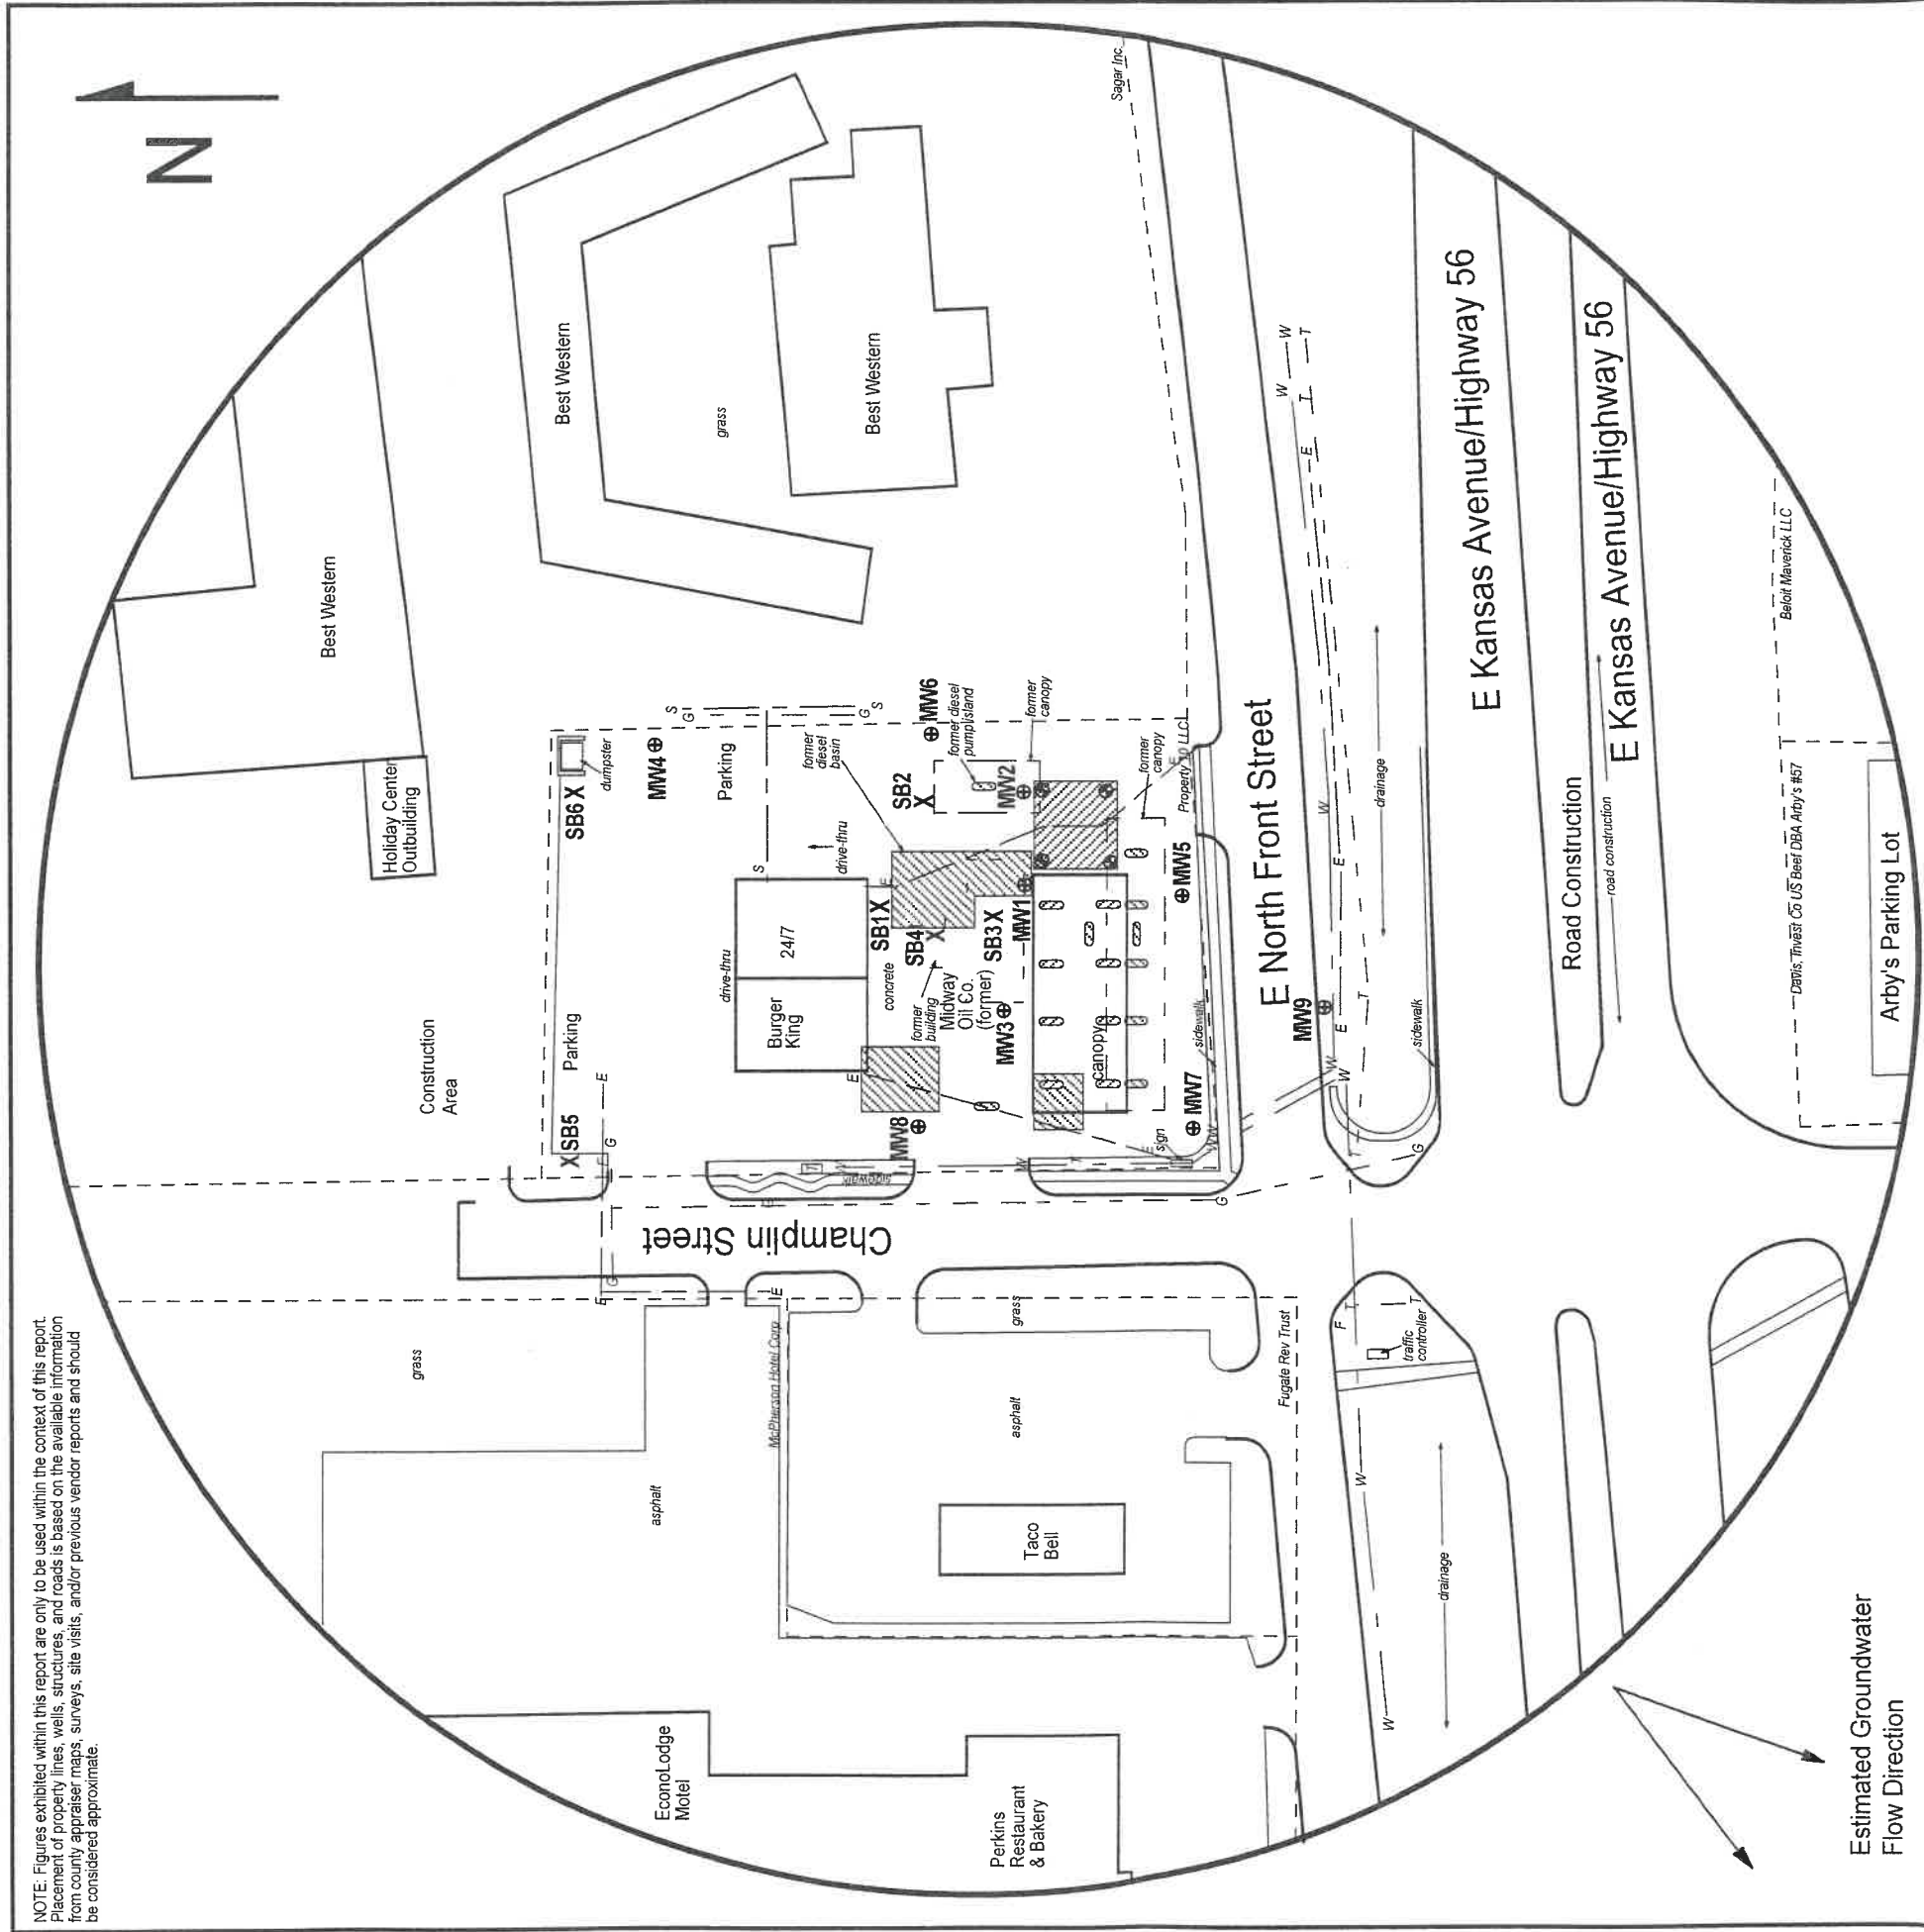 NOTE: Figures exhibited within this report are only to be used within the context of this report.
Placement of property lines, wells, structures, and roads is based on the available information
from county appraiser maps, surveys, site visits, and/or previous vendor reports and should
be considered approximate.
N
Best Western
Holiday Center
Outbuilding
Construction
Area
grass
asphalt
EconoLodge
Motel
Perkins
Restaurant
& Bakery
Best Western
grass
Best Western
Sagar Inc.
SB6 X
dumpster
MW4
Parking
Parking
X SB5
S
G
G
S
S
E
G
drive-thru
drive-thru
24/7
Burger
King
former
diesel
basin
MW6
former diesel
pump island
former
canopy
SB2
X
MW2
former
canopy
SB1 X
SB4
X
SB3 X
MW1
concrete
former
building
Midway
Oil Co.
(former)
MW3
MW8
E
E
canopy
MW5
MW7
sign
sidewalk
sidewalk
T
W
Champlin Street
G
E
E
G
McPherson Hotel Corp
grass
asphalt
Taco
Bell
Fugate Rev Trust
E North Front Street
MW9
W
T
W
T
E
T
W
E
E
T
W
W
drainage
sidewalk
G
T
T
traffic
controller
W
W
drainage
E Kansas Avenue/Highway 56
Road Construction
road construction
E Kansas Avenue/Highway 56
Beloit Maverick LLC
Davis, Invest Co US Beef DBA Arby's #57
Arby's Parking Lot
Estimated Groundwater
Flow Direction